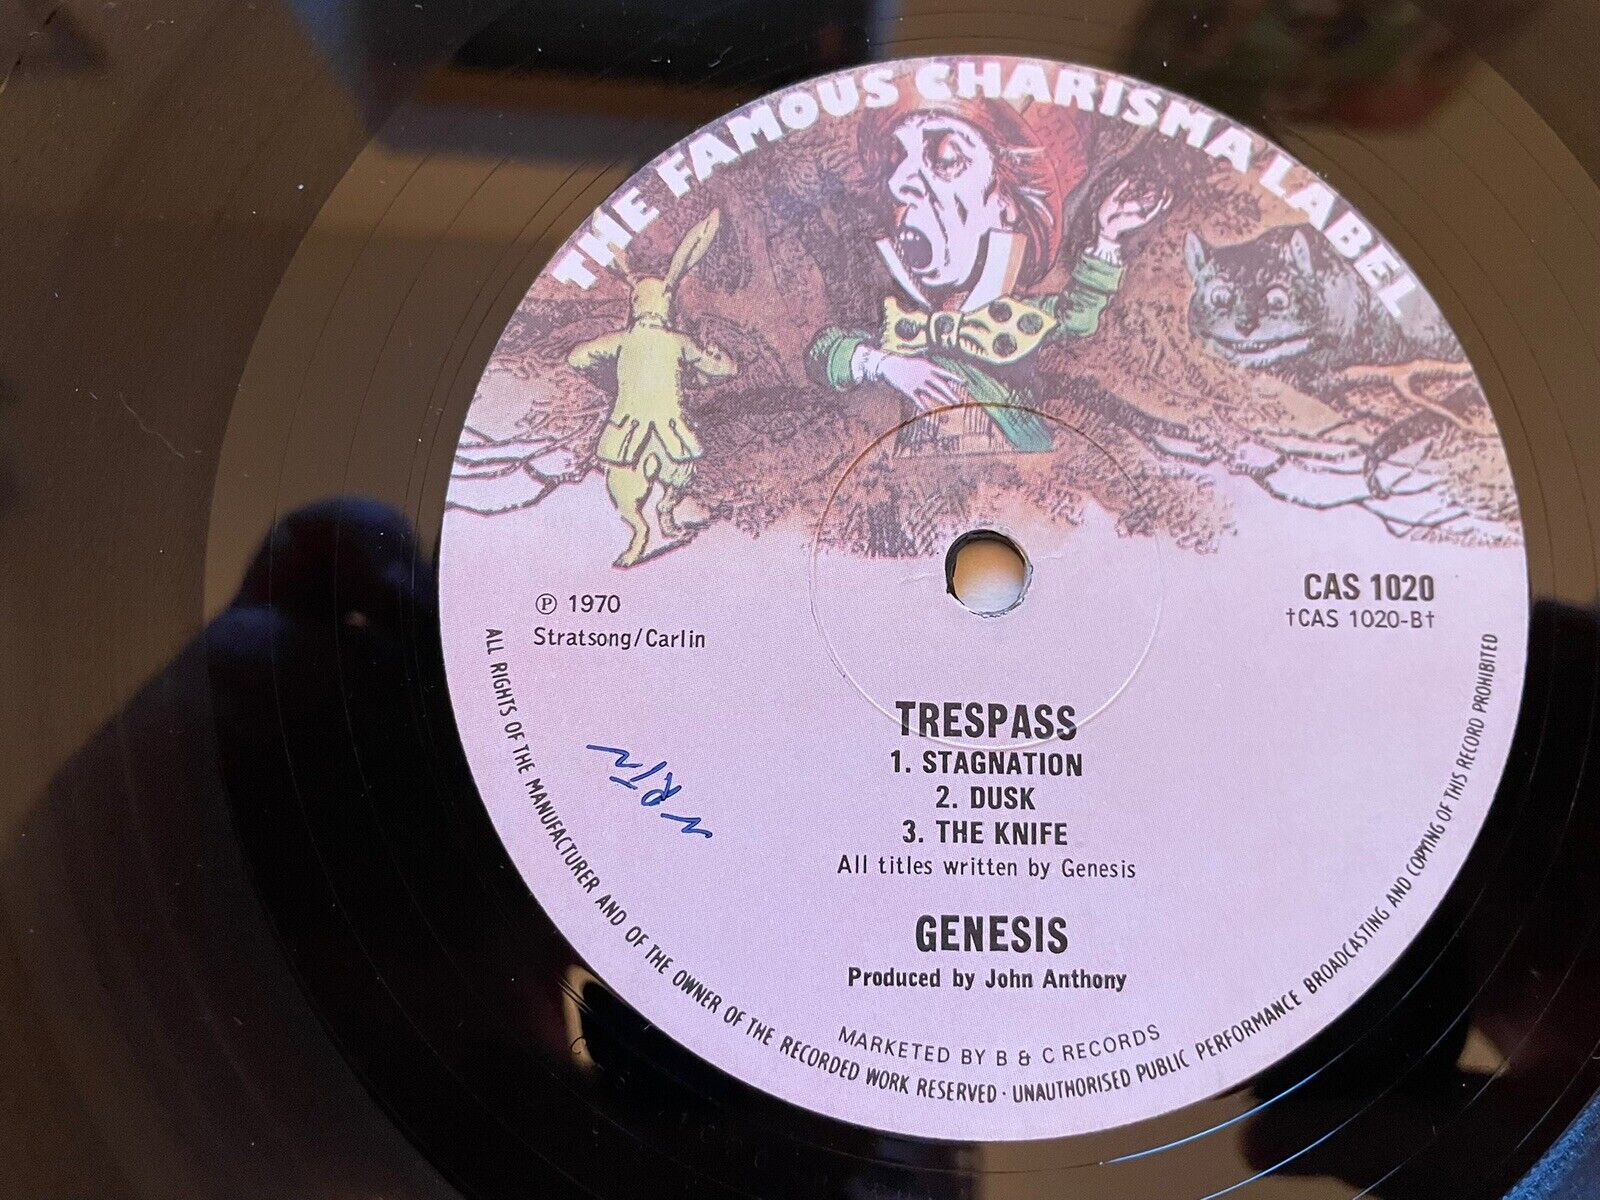 THE FAMOUS CHARISMA LABEL
℗ 1970
Stratsong/Carlin
CAS 1020
†CAS 1020-B†
TRESPASS
1. STAGNATION
2. DUSK
3. THE KNIFE
All titles written by Genesis
GENESIS
Produced by John Anthony
MARKETED BY B & C RECORDS
ALL RIGHTS OF THE MANUFACTURER AND OF THE OWNER OF THE RECORDED WORK RESERVED · UNAUTHORISED PUBLIC PERFORMANCE BROADCASTING AND COPYING OF THIS RECORD PROHIBITED